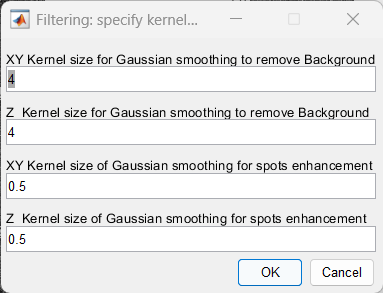 Filtering: specify kernel...
XY Kernel size for Gaussian smoothing to remove Background
4
Z  Kernel size for Gaussian smoothing to remove Background
4
XY Kernel size of Gaussian smoothing for spots enhancement
0.5
Z  Kernel size of Gaussian smoothing for spots enhancement
0.5
OK Cancel